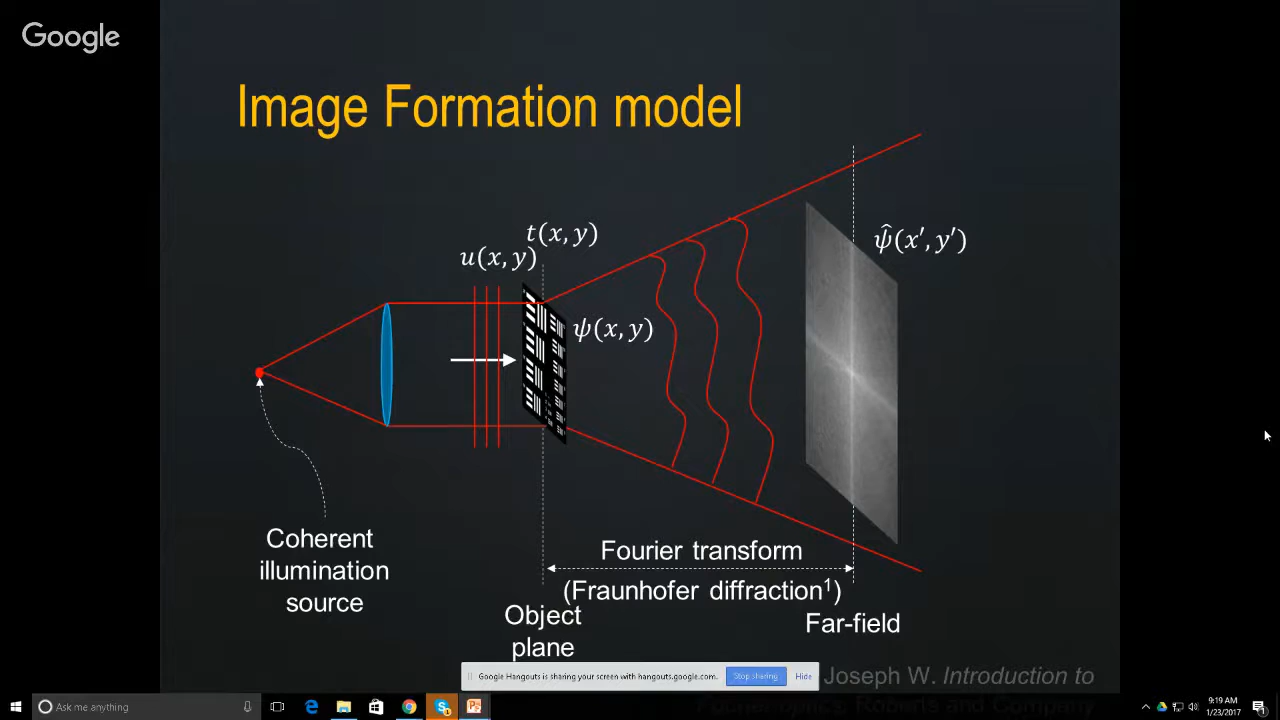 Google
Image Formation model
t(x, y)
u(x, y)
ψ(x, y)
ψ̂(x′, y′)
Coherent
illumination
source
Fourier transform
(Fraunhofer diffraction¹)
Object
plane
Far-field
Google Hangouts is sharing your screen with hangouts.google.com.
Stop sharing
Hide
Joseph W. Introduction to
Fourier optics, Roberts and Company
Ask me anything
9:19 AM
1/23/2017